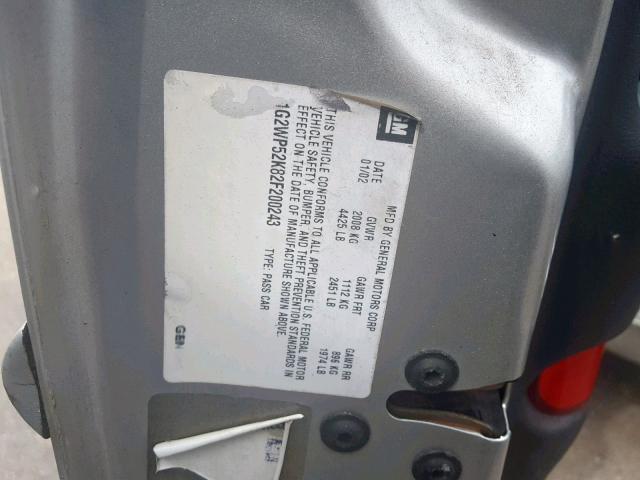 GM
MFD BY GENERAL MOTORS CORP
DATE GVWR GAWR FRT GAWR RR
01/02 2008 KG 1112 KG 896 KG
4425 LB 2451 LB 1974 LB
THIS VEHICLE CONFORMS TO ALL APPLICABLE U.S. FEDERAL MOTOR
VEHICLE SAFETY, BUMPER, AND THEFT PREVENTION STANDARDS IN
EFFECT ON THE DATE OF MANUFACTURE SHOWN ABOVE.
1G2WP52K82F200243 TYPE: PASS CAR
GEN